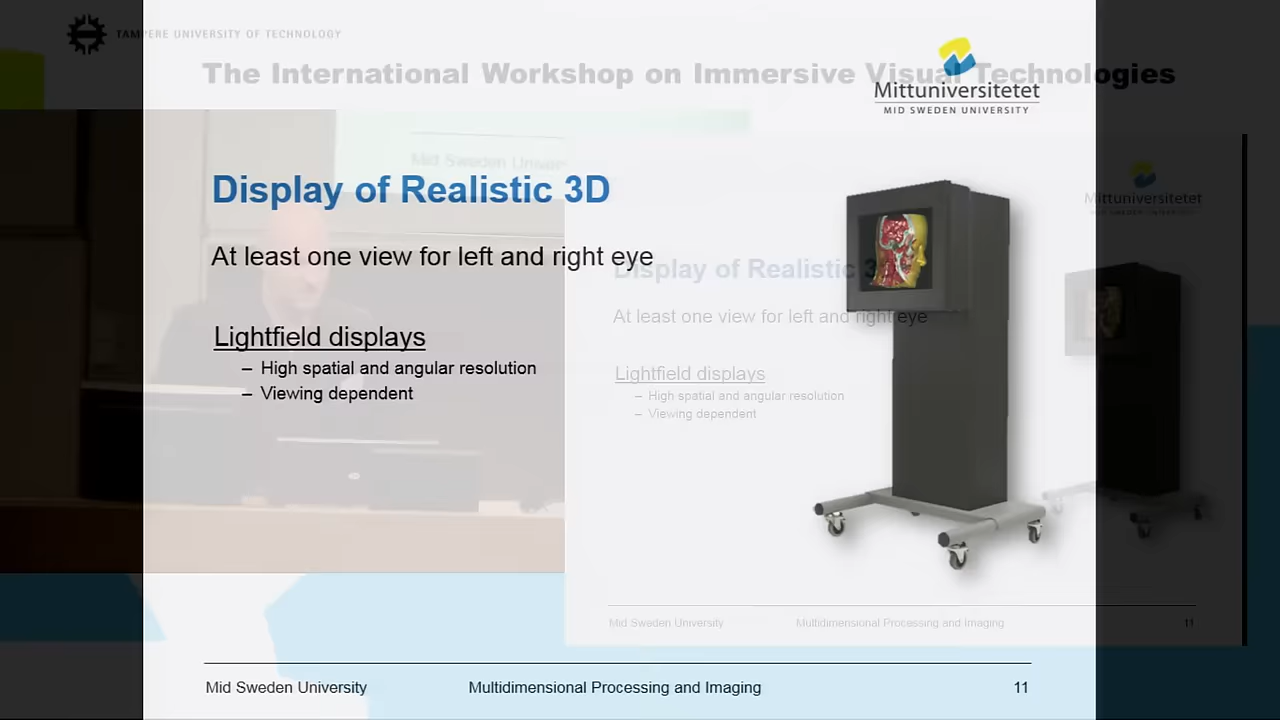 TAMPERE UNIVERSITY OF TECHNOLOGY
The International Workshop on Immersive Visual Technologies
Mittuniversitetet
MID SWEDEN UNIVERSITY
Mid Sweden
Display of Realistic 3D
At least one view for left and right eye
Lightfield displays
– High spatial and angular resolution
– Viewing dependent
Mid Sweden University
Multidimensional Processing and Imaging
11
Mittuniversitetet
Display of Realistic 3
At least one view for left and right eye
Lightfield displays
– High spatial and angular resolution
– Viewing dependent
Mid Sweden University
Multidimensional Processing and Imaging
11